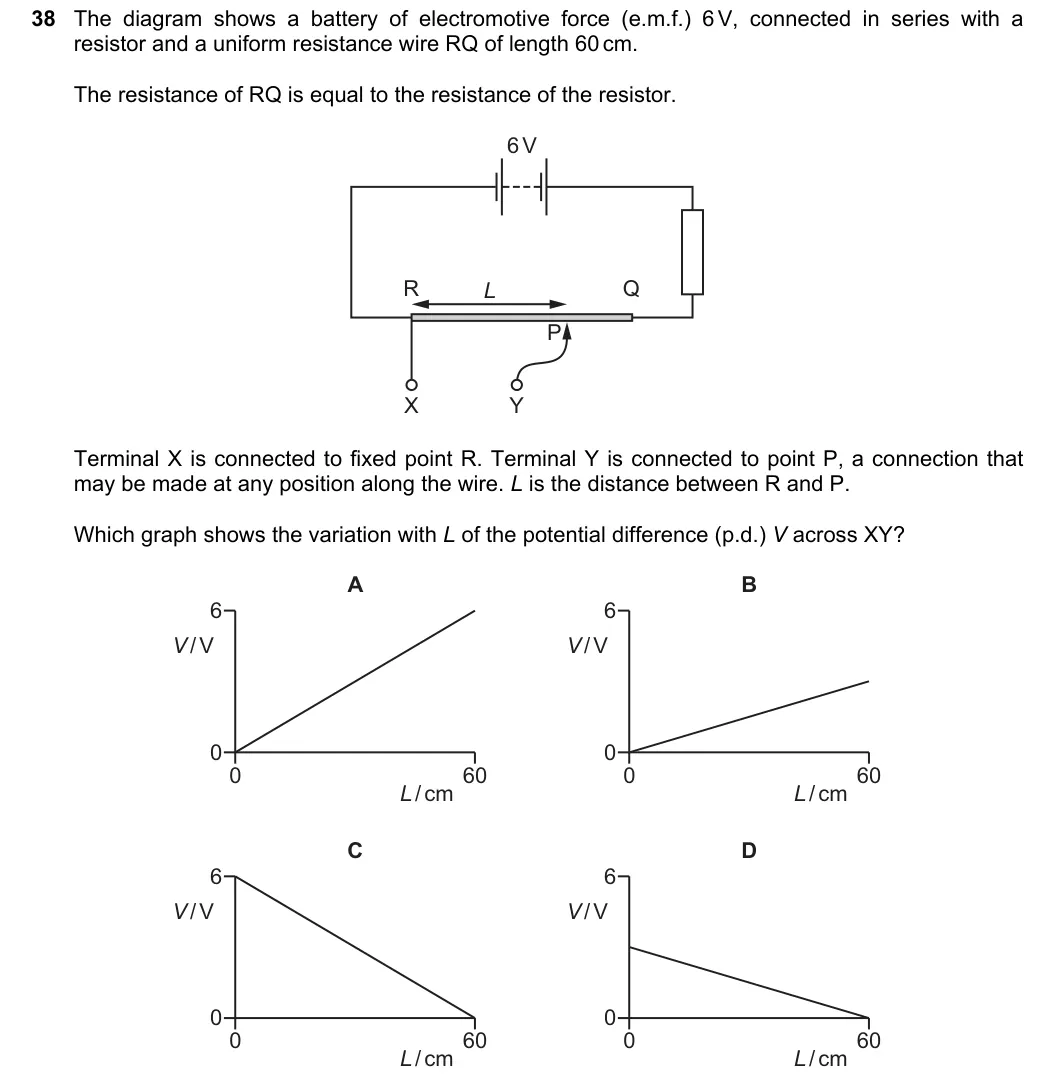 38 The diagram shows a battery of electromotive force (e.m.f.) 6 V, connected in series with a
resistor and a uniform resistance wire RQ of length 60 cm.
The resistance of RQ is equal to the resistance of the resistor.
6 V
R L Q
P
X Y
Terminal X is connected to fixed point R. Terminal Y is connected to point P, a connection that
may be made at any position along the wire. L is the distance between R and P.
Which graph shows the variation with L of the potential difference (p.d.) V across XY?
A
6
V / V
0
0 60
L / cm
B
6
V / V
0
0 60
L / cm
C
6
V / V
0
0 60
L / cm
D
6
V / V
0
0 60
L / cm